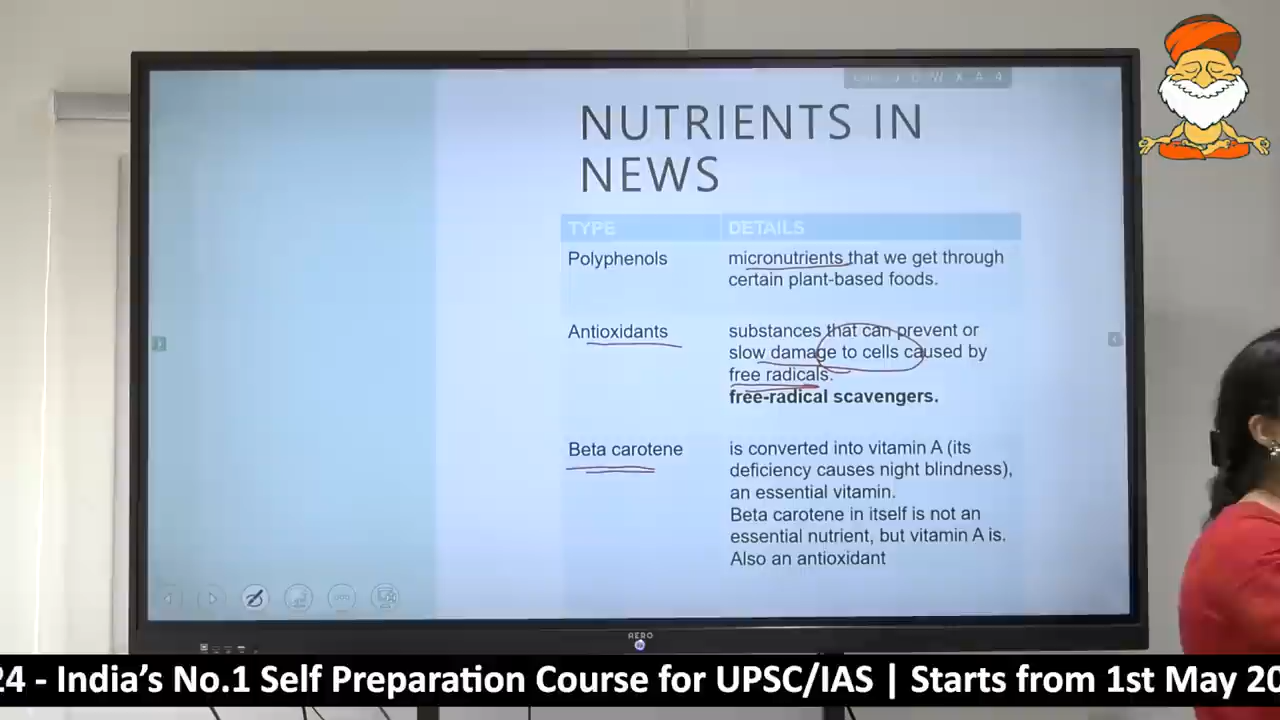 NUTRIENTS IN
NEWS
TYPE DETAILS
Polyphenols micronutrients that we get through
certain plant-based foods.
Antioxidants substances that can prevent or
slow damage to cells caused by
free radicals.
free-radical scavengers.
Beta carotene is converted into vitamin A (its
deficiency causes night blindness),
an essential vitamin.
Beta carotene in itself is not an
essential nutrient, but vitamin A is.
Also an antioxidant
AERO
24 - India’s No.1 Self Preparation Course for UPSC/IAS | Starts from 1st May 20